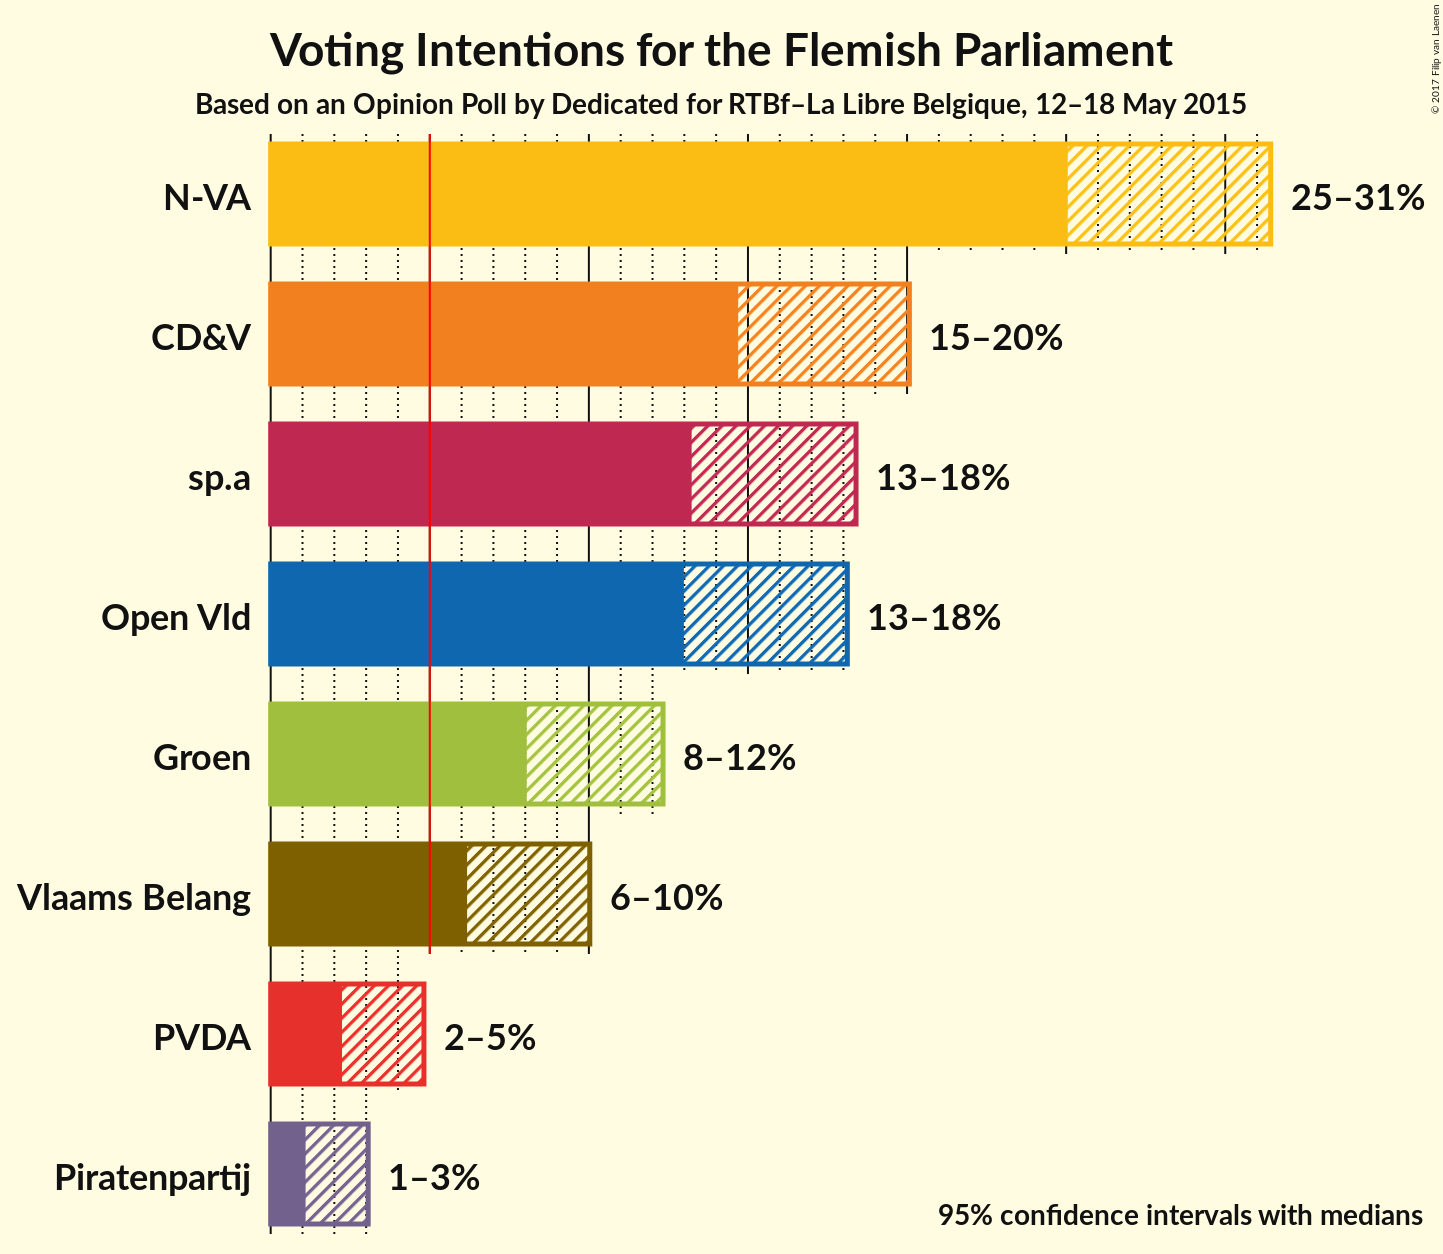 Voting Intentions for the Flemish Parliament
Based on an Opinion Poll by Dedicated for RTBf–La Libre Belgique, 12–18 May 2015
© 2017 Filip van Laenen
N-VA 25–31%
CD&V 15–20%
sp.a 13–18%
Open Vld 13–18%
Groen 8–12%
Vlaams Belang 6–10%
PVDA 2–5%
Piratenpartij 1–3%
95% confidence intervals with medians